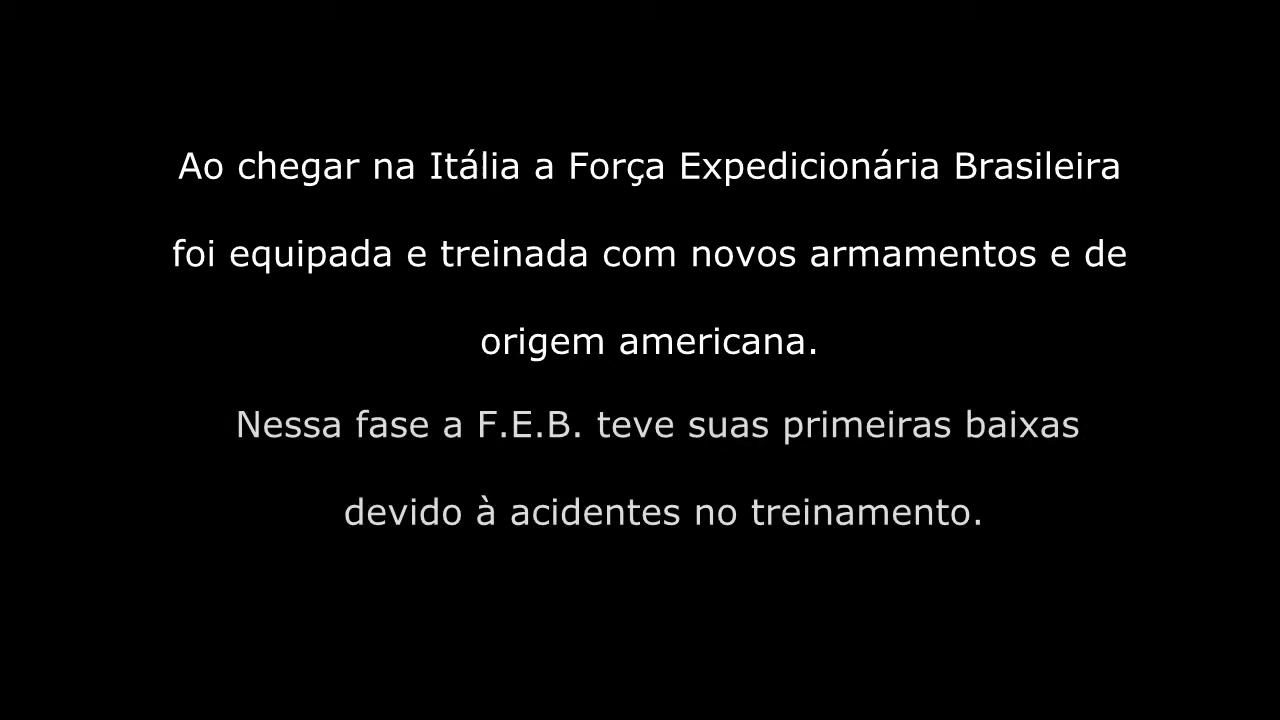 Ao chegar na Itália a Força Expedicionária Brasileira
foi equipada e treinada com novos armamentos e de
origem americana.
Nessa fase a F.E.B. teve suas primeiras baixas
devido à acidentes no treinamento.